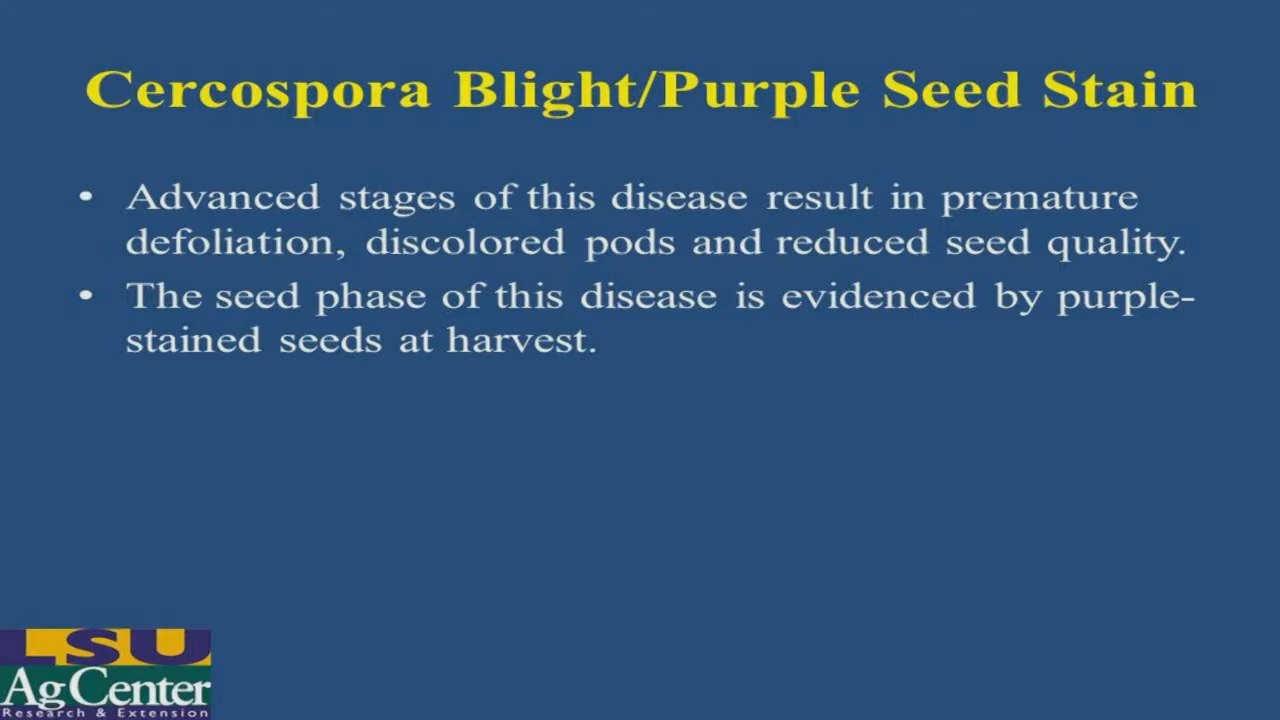 Cercospora Blight/Purple Seed Stain
• Advanced stages of this disease result in premature
defoliation, discolored pods and reduced seed quality.
• The seed phase of this disease is evidenced by purple-
stained seeds at harvest.
LSU
AgCenter
Research & Extension